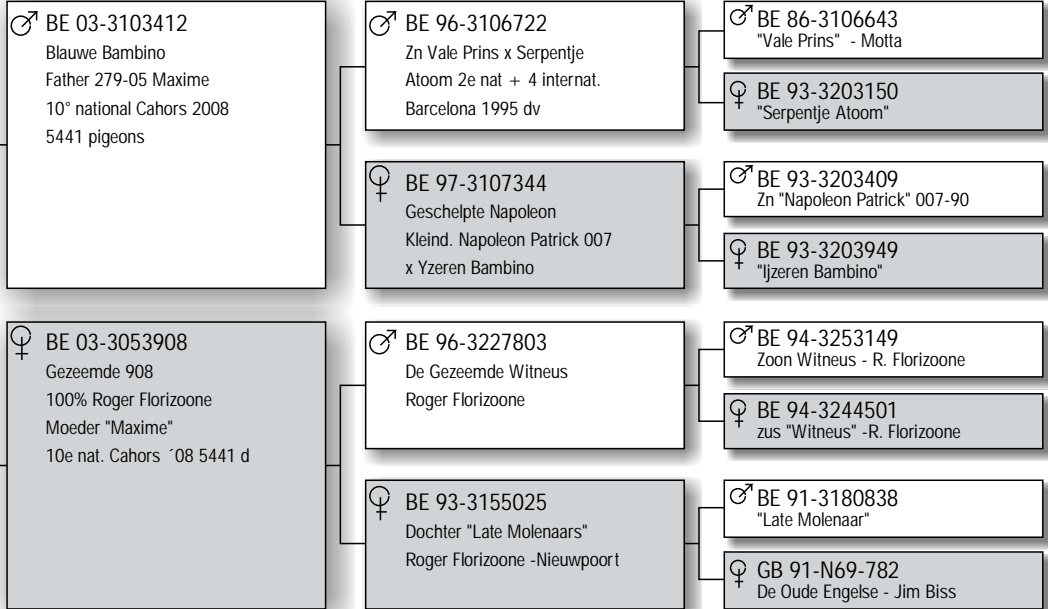 BE 03-3103412
Blauwe Bambino
Father 279-05 Maxime
10° national Cahors 2008
5441 pigeons
BE 03-3053908
Gezeemde 908
100% Roger Florizoone
Moeder "Maxime"
10e nat. Cahors ´08 5441 d
BE 96-3106722
Zn Vale Prins x Serpentje
Atoom 2e nat + 4 internat.
Barcelona 1995 dv
BE 97-3107344
Geschelpte Napoleon
Kleind. Napoleon Patrick 007
x Yzeren Bambino
BE 96-3227803
De Gezeemde Witneus
Roger Florizoone
BE 93-3155025
Dochter "Late Molenaars"
Roger Florizoone -Nieuwpoort
BE 86-3106643
"Vale Prins" - Motta
BE 93-3203150
"Serpentje Atoom"
BE 93-3203409
Zn "Napoleon Patrick" 007-90
BE 93-3203949
"Ijzeren Bambino"
BE 94-3253149
Zoon Witneus - R. Florizoone
BE 94-3244501
zus "Witneus" -R. Florizoone
BE 91-3180838
"Late Molenaar"
GB 91-N69-782
De Oude Engelse - Jim Biss